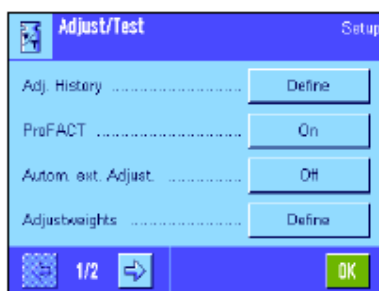 Adjust/Test Setup
Adj. History .............................. Define
ProFACT .................................. On
Autom. ext. Adjust. ................. Off
Adjustweights ......................... Define
1/2 OK